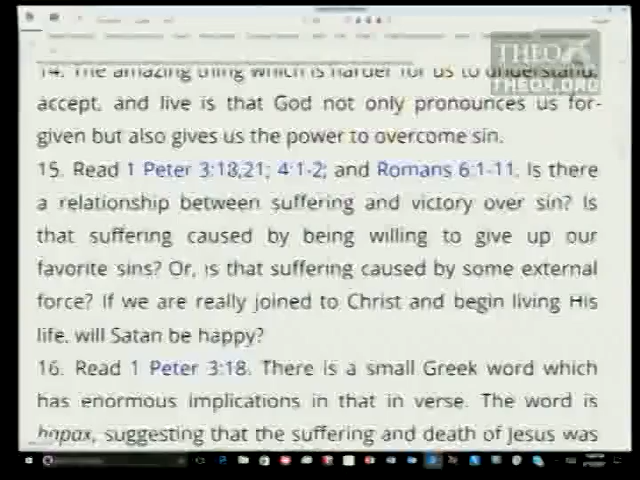 THEOX
THEOX.ORG
14. The amazing thing which is harder for us to understand,
accept, and live is that God not only pronounces us for-
given but also gives us the power to overcome sin.
15. Read 1 Peter 3:18,21; 4:1-2; and Romans 6:1-11. Is there
a relationship between suffering and victory over sin? Is
that suffering caused by being willing to give up our
favorite sins? Or, is that suffering caused by some external
force? If we are really joined to Christ and begin living His
life, will Satan be happy?
16. Read 1 Peter 3:18. There is a small Greek word which
has enormous implications in that in verse. The word is
hapax, suggesting that the suffering and death of Jesus was